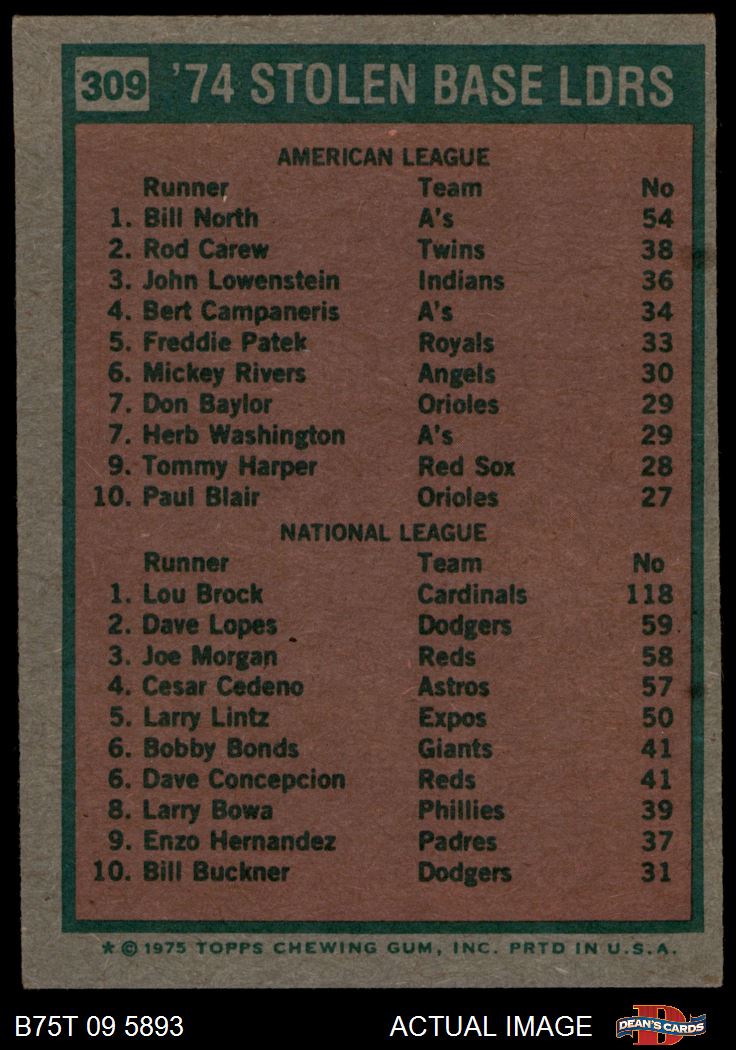 309 '74 STOLEN BASE LDRS
AMERICAN LEAGUE
Runner Team No
1. Bill North A's 54
2. Rod Carew Twins 38
3. John Lowenstein Indians 36
4. Bert Campaneris A's 34
5. Freddie Patek Royals 33
6. Mickey Rivers Angels 30
7. Don Baylor Orioles 29
7. Herb Washington A's 29
9. Tommy Harper Red Sox 28
10. Paul Blair Orioles 27
NATIONAL LEAGUE
Runner Team No
1. Lou Brock Cardinals 118
2. Dave Lopes Dodgers 59
3. Joe Morgan Reds 58
4. Cesar Cedeno Astros 57
5. Larry Lintz Expos 50
6. Bobby Bonds Giants 41
6. Dave Concepcion Reds 41
8. Larry Bowa Phillies 39
9. Enzo Hernandez Padres 37
10. Bill Buckner Dodgers 31
* © 1975 TOPPS CHEWING GUM, INC. PRTD IN U.S.A.
B75T 09 5893 ACTUAL IMAGE D DEAN'S CARDS